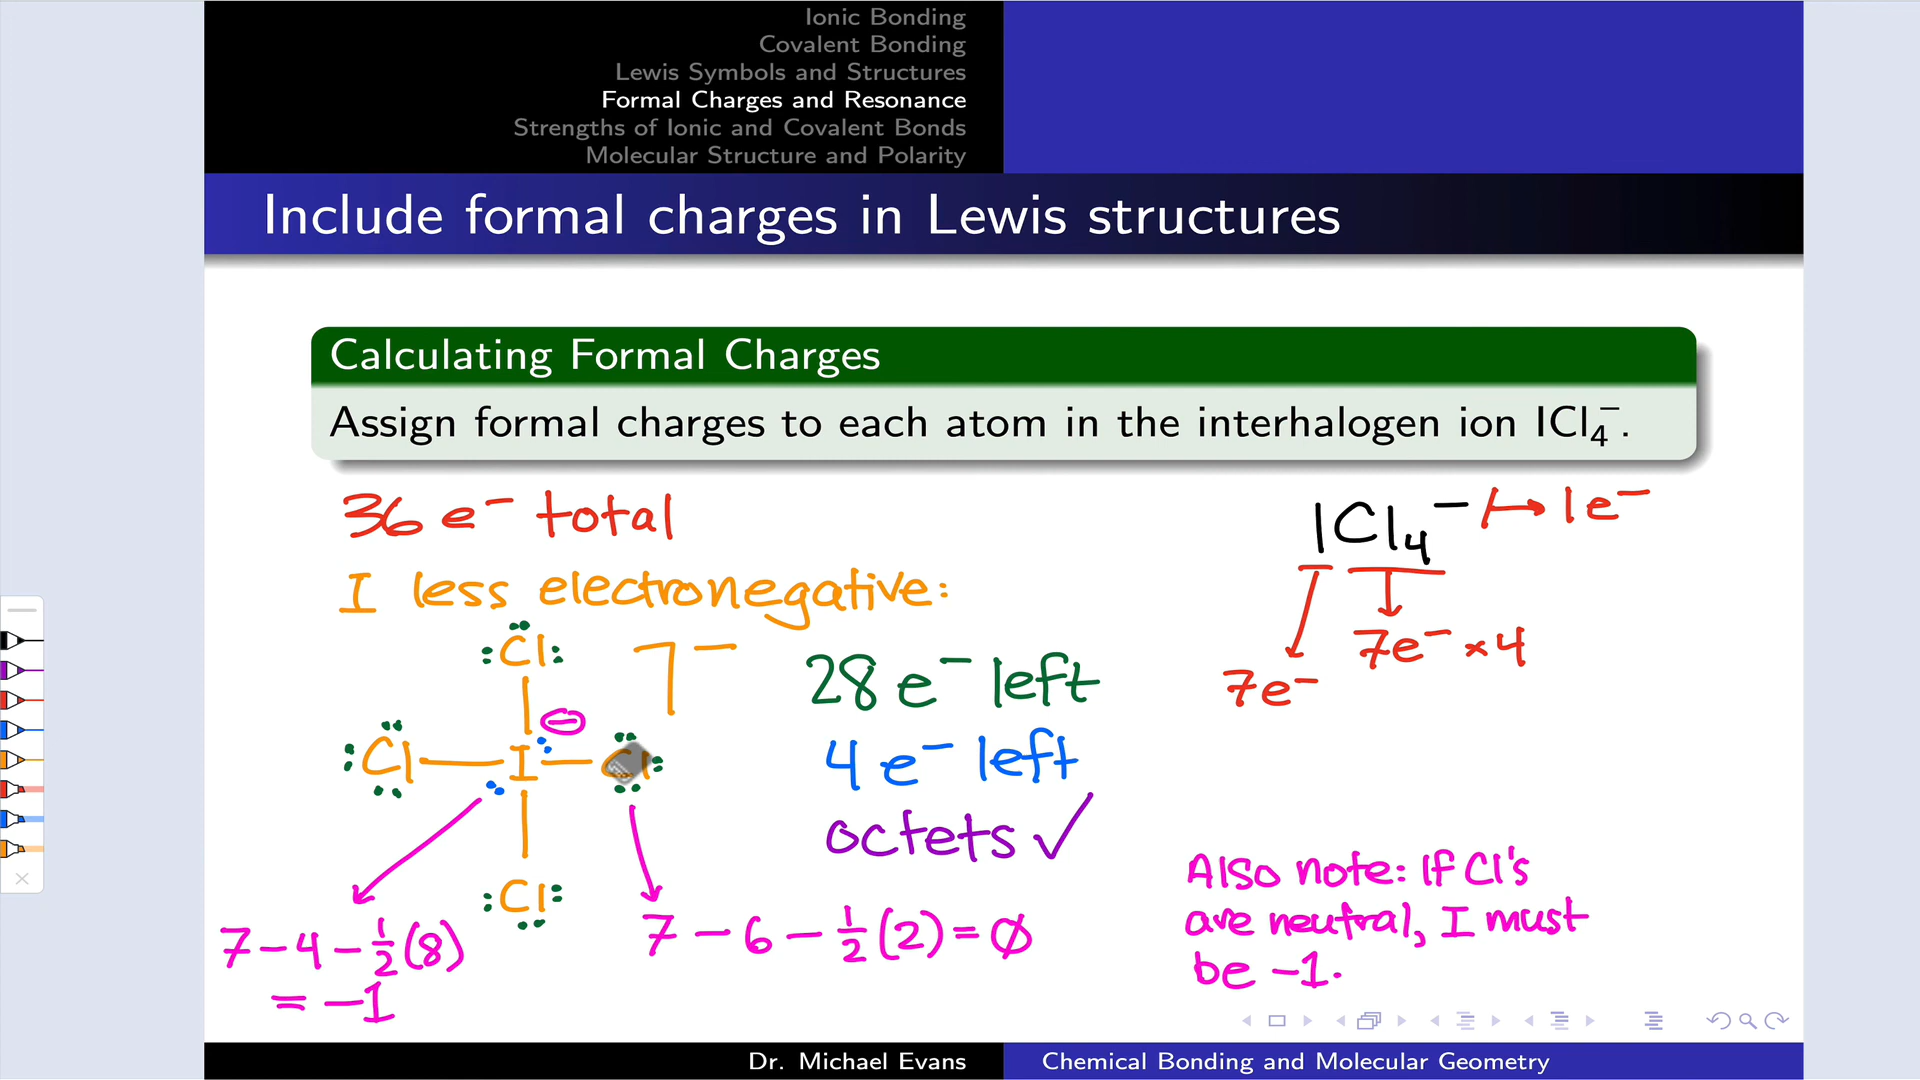 Ionic Bonding
Covalent Bonding
Lewis Symbols and Structures
Formal Charges and Resonance
Strengths of Ionic and Covalent Bonds
Molecular Structure and Polarity
Include formal charges in Lewis structures
Calculating Formal Charges
Assign formal charges to each atom in the interhalogen ion ICl₄⁻.
36 e⁻ total
ICl₄⁻ ↦ 1e⁻
I less electronegative:
7e⁻ ×4
7e⁻
Cl
28 e⁻ left
Cl I ⊖ Cl
4 e⁻ left
octets ✓
Cl
7 − 4 − ½(8)
= −1
7 − 6 − ½(2) = ∅
Also note: If Cl's
are neutral, I must
be −1.
Dr. Michael Evans
Chemical Bonding and Molecular Geometry